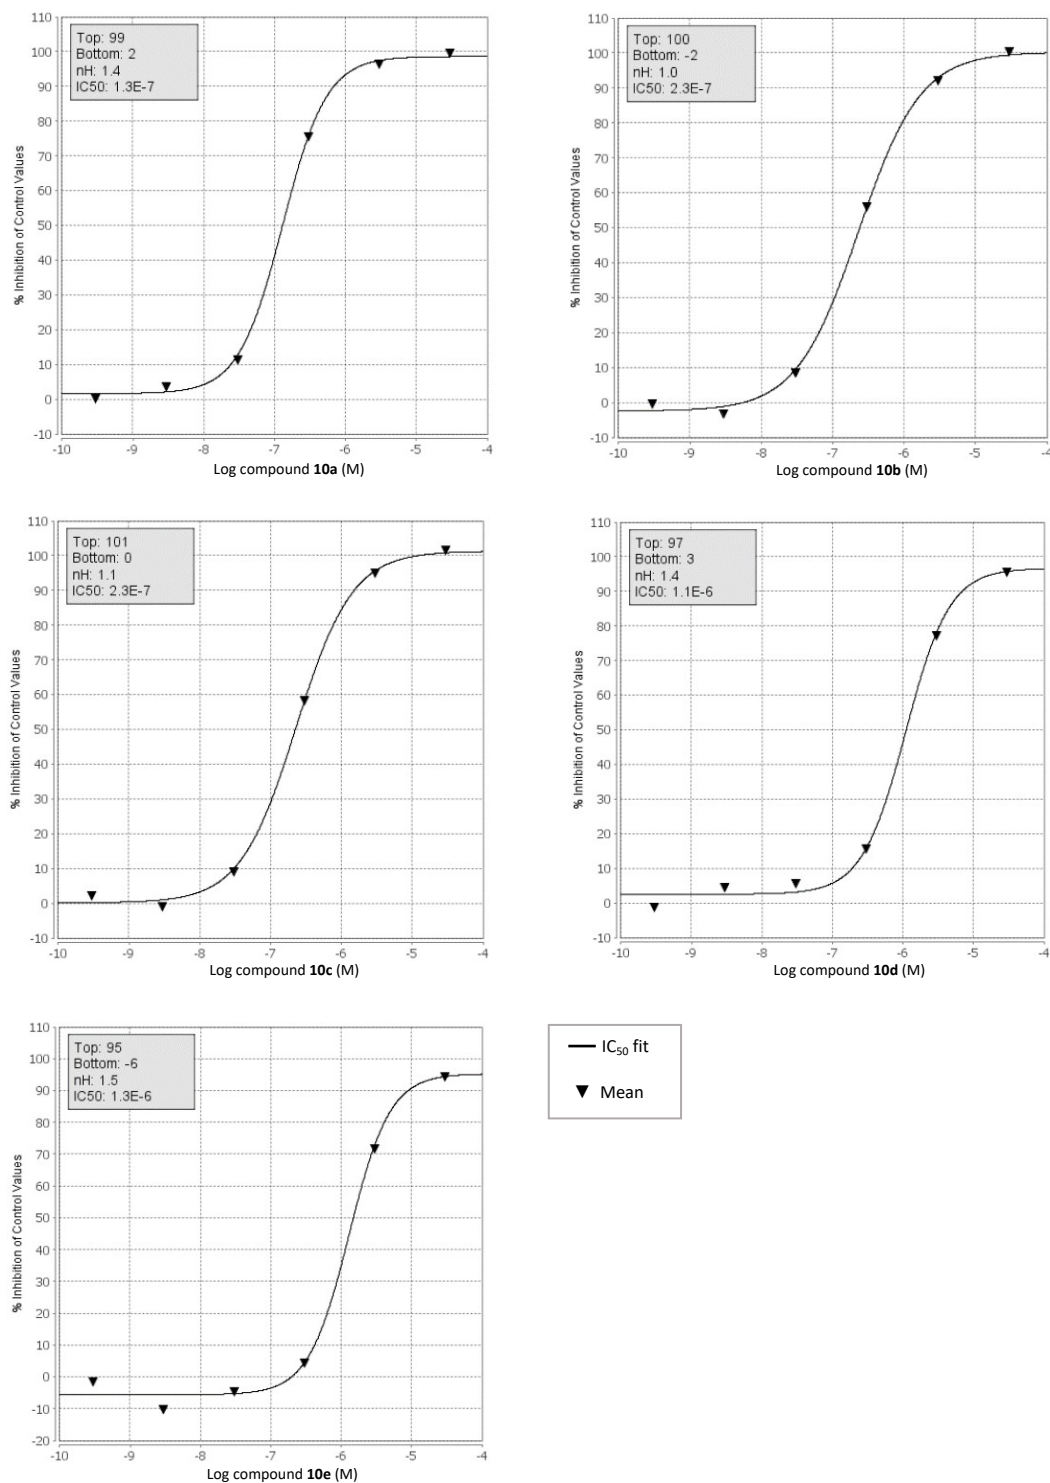 110
100
90
80
70
60
50
40
30
20
10
0
-10
% Inhibition of Control Values
Top: 99
Bottom: 2
nH: 1.4
IC50: 1.3E-7
-10 -9 -8 -7 -6 -5 -4
Log compound 10a (M)
110
100
90
80
70
60
50
40
30
20
10
0
-10
% Inhibition of Control Values
Top: 100
Bottom: -2
nH: 1.0
IC50: 2.3E-7
-10 -9 -8 -7 -6 -5 -4
Log compound 10b (M)
110
100
90
80
70
60
50
40
30
20
10
0
-10
% Inhibition of Control Values
Top: 101
Bottom: 0
nH: 1.1
IC50: 2.3E-7
-10 -9 -8 -7 -6 -5 -4
Log compound 10c (M)
110
100
90
80
70
60
50
40
30
20
10
0
-10
% Inhibition of Control Values
Top: 97
Bottom: 3
nH: 1.4
IC50: 1.1E-6
-10 -9 -8 -7 -6 -5 -4
Log compound 10d (M)
110
100
90
80
70
60
50
40
30
20
10
0
-10
-20
% Inhibition of Control Values
Top: 95
Bottom: -6
nH: 1.5
IC50: 1.3E-6
-10 -9 -8 -7 -6 -5 -4
Log compound 10e (M)
IC50 fit
Mean